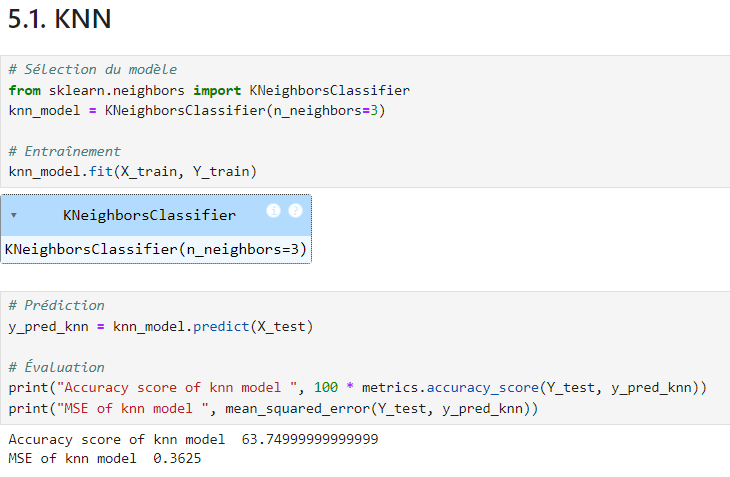 5.1. KNN
# Sélection du modèle
from sklearn.neighbors import KNeighborsClassifier
knn_model = KNeighborsClassifier(n_neighbors=3)
# Entraînement
knn_model.fit(X_train, Y_train)
▾ KNeighborsClassifier i ?
KNeighborsClassifier(n_neighbors=3)
# Prédiction
y_pred_knn = knn_model.predict(X_test)
# Évaluation
print("Accuracy score of knn model ", 100 * metrics.accuracy_score(Y_test, y_pred_knn))
print("MSE of knn model ", mean_squared_error(Y_test, y_pred_knn))
Accuracy score of knn model  63.74999999999999
MSE of knn model  0.3625